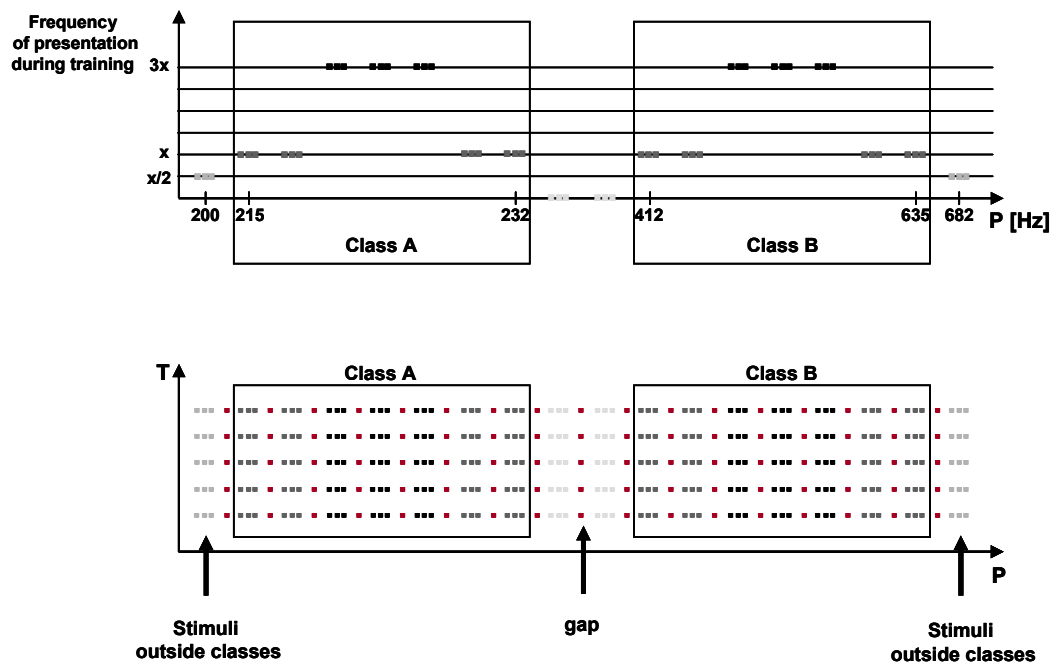 Frequency
of presentation
during training
3x
x
x/2
200
215
232
412
635
682
P [Hz]
Class A
Class B
T
Class A
Class B
P
Stimuli
outside classes
gap
Stimuli
outside classes